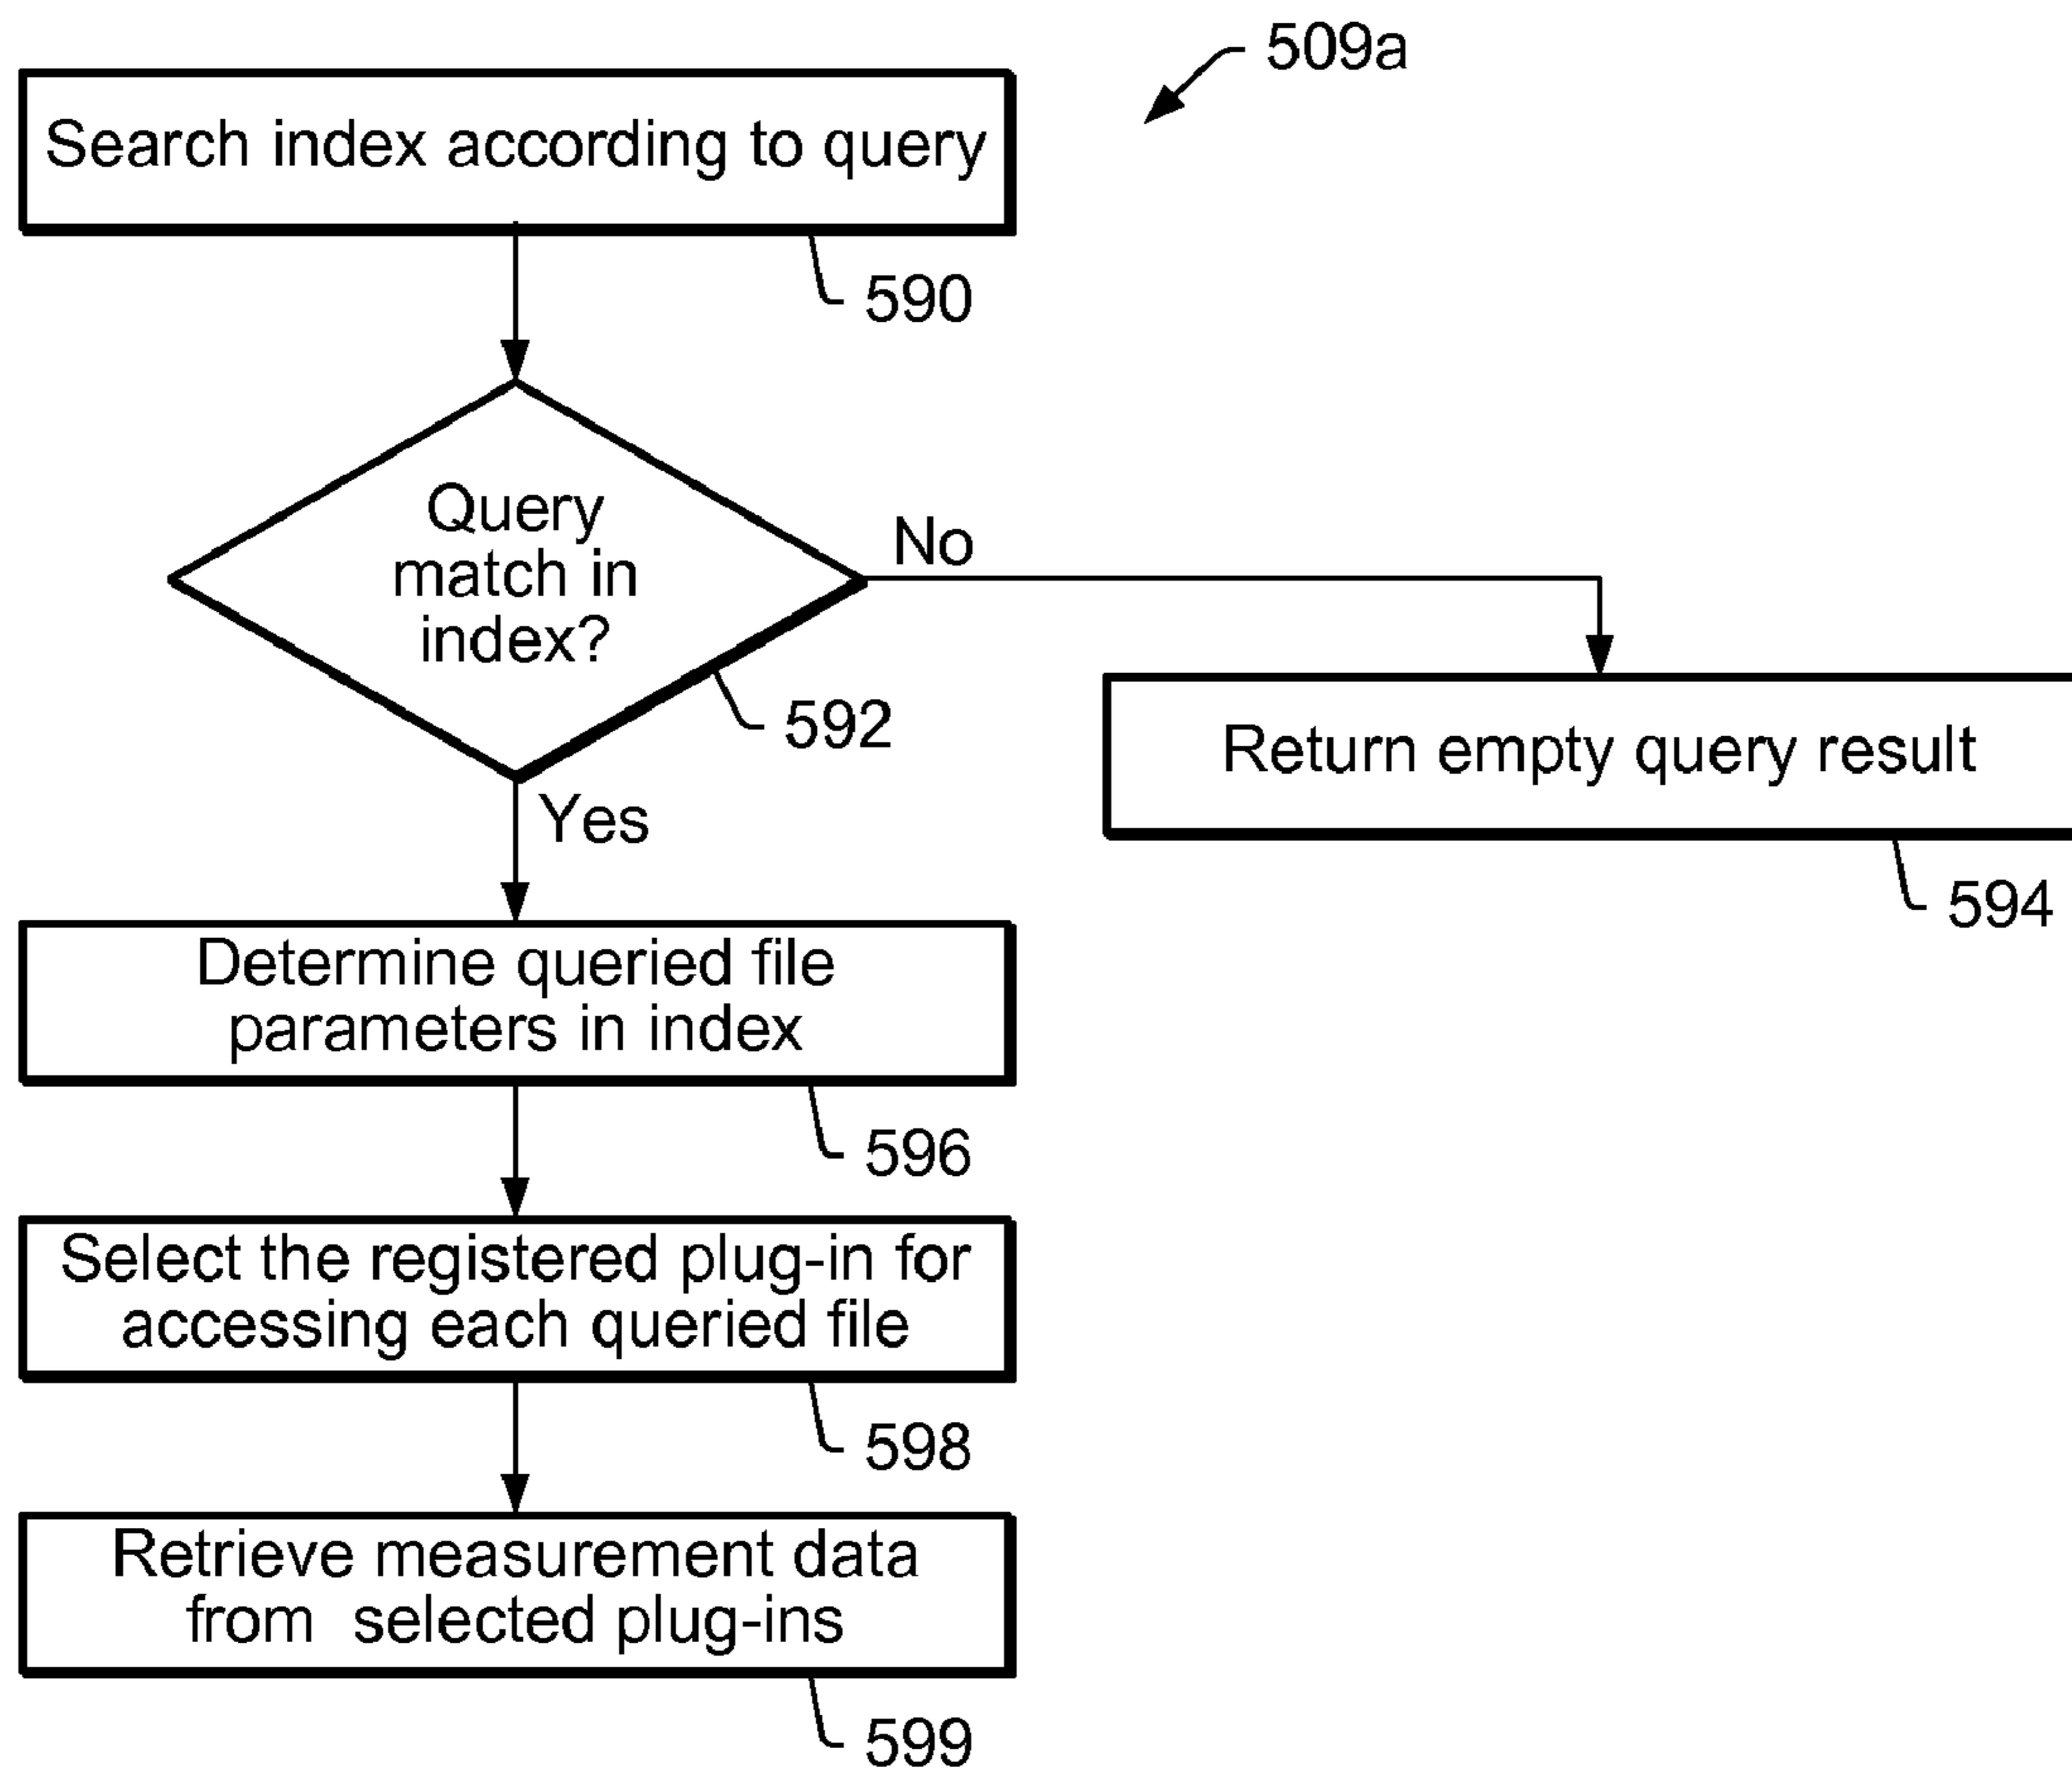 509a
Search index according to query
590
Query
match in
index?
No
592
Return empty query result
594
Yes
Determine queried file
parameters in index
596
Select the registered plug-in for
accessing each queried file
598
Retrieve measurement data
from selected plug-ins
599